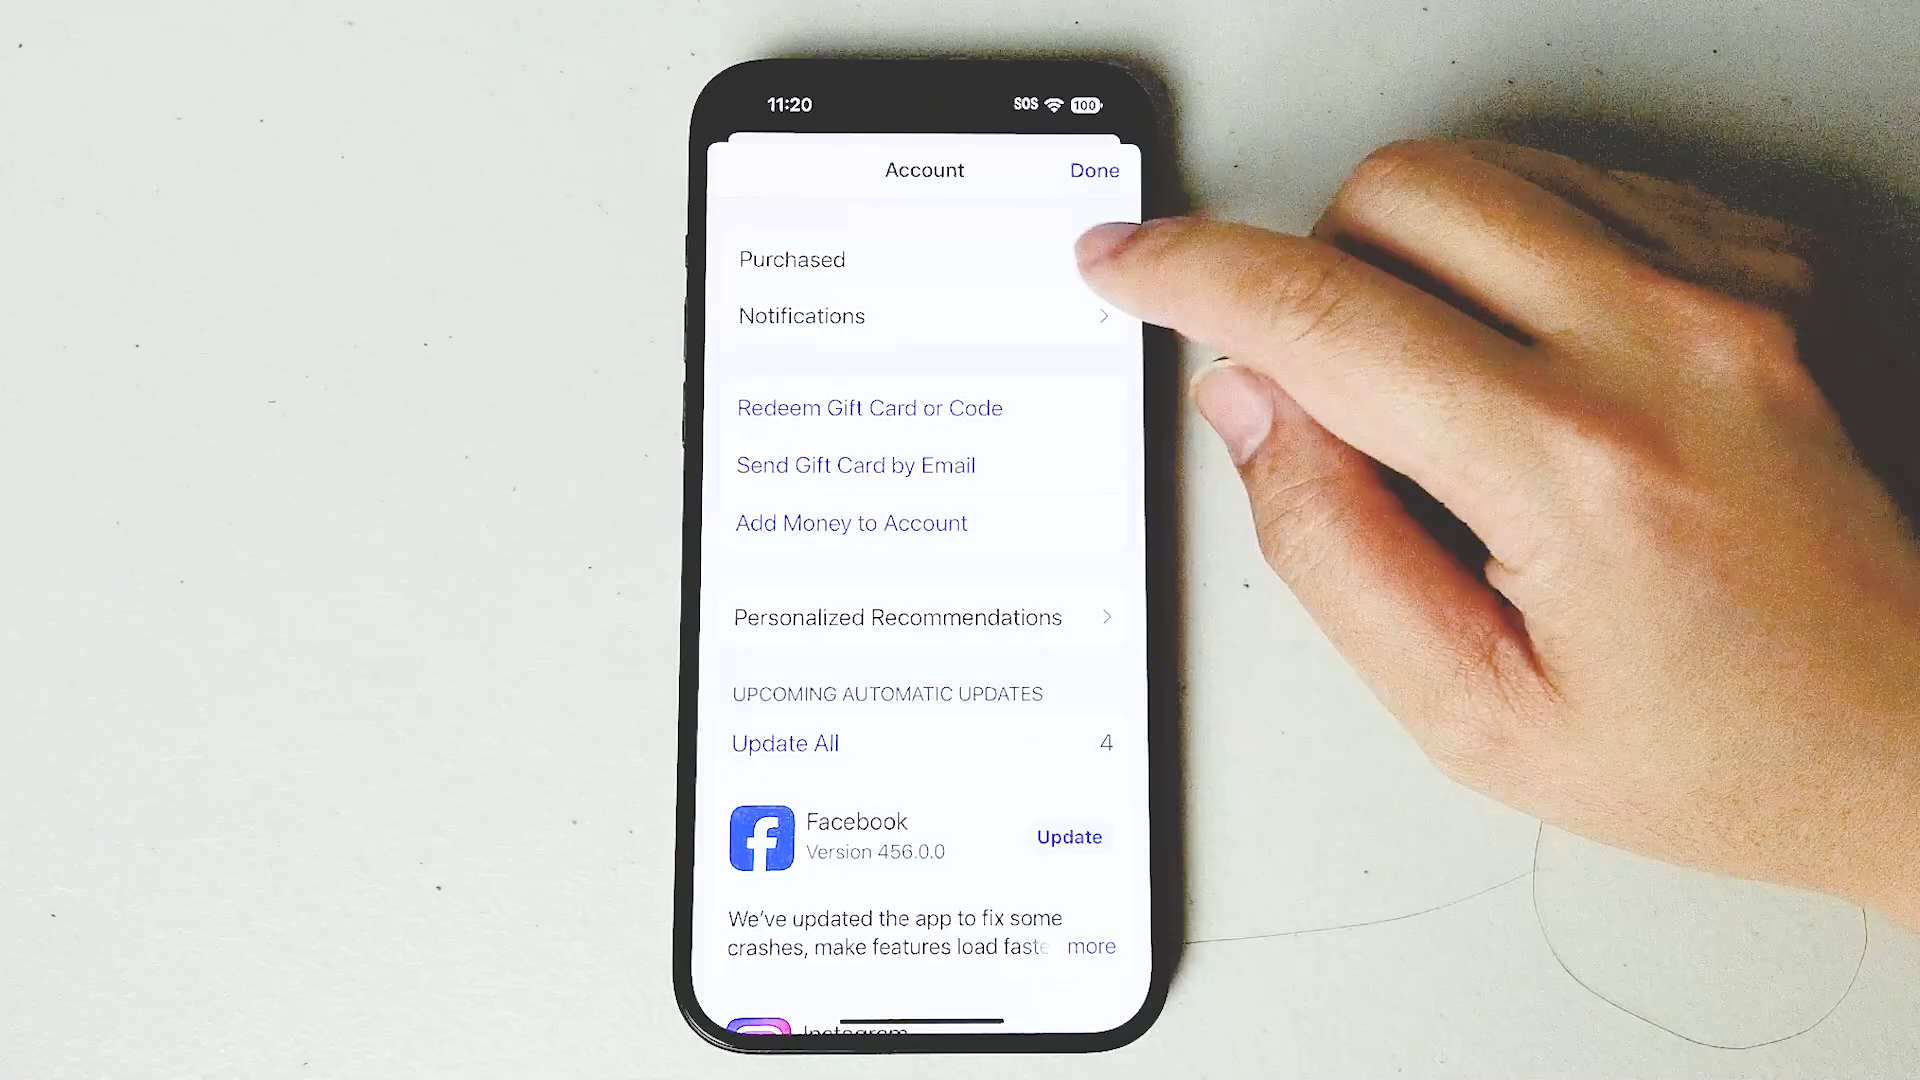 11:20 SOS 100
Account Done
Purchased
Notifications
Redeem Gift Card or Code
Send Gift Card by Email
Add Money to Account
Personalized Recommendations
UPCOMING AUTOMATIC UPDATES
Update All 4
Facebook
Version 456.0.0
Update
We've updated the app to fix some
crashes, make features load faste more
Instagram